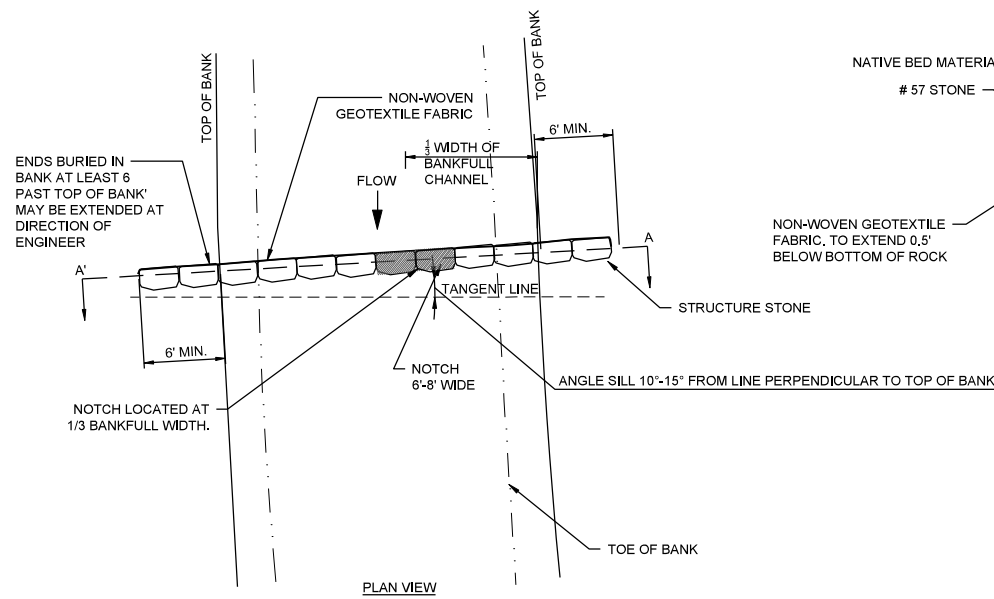 TOP OF BANK
TOP OF BANK
NATIVE BED MATERIA
# 57 STONE
NON-WOVEN
GEOTEXTILE FABRIC
6' MIN.
1/3 WIDTH OF
BANKFULL
CHANNEL
ENDS BURIED IN
BANK AT LEAST 6
PAST TOP OF BANK'
MAY BE EXTENDED AT
DIRECTION OF
ENGINEER
FLOW
NON-WOVEN GEOTEXTILE
FABRIC. TO EXTEND 0.5'
BELOW BOTTOM OF ROCK
A
A'
TANGENT LINE
STRUCTURE STONE
6' MIN.
NOTCH
6'-8' WIDE
ANGLE SILL 10°-15° FROM LINE PERPENDICULAR TO TOP OF BANK
NOTCH LOCATED AT
1/3 BANKFULL WIDTH.
TOE OF BANK
PLAN VIEW